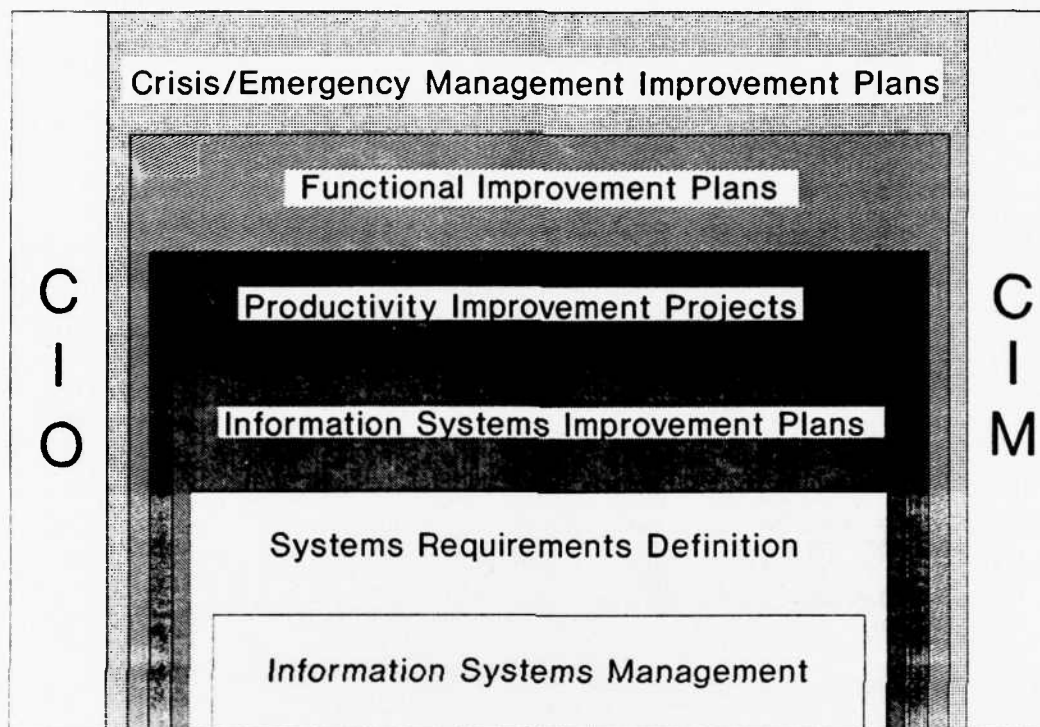 Crisis/Emergency Management Improvement Plans
Functional Improvement Plans
Productivity Improvement Projects
Information Systems Improvement Plans
Systems Requirements Definition
Information Systems Management
C
I
O
C
I
M